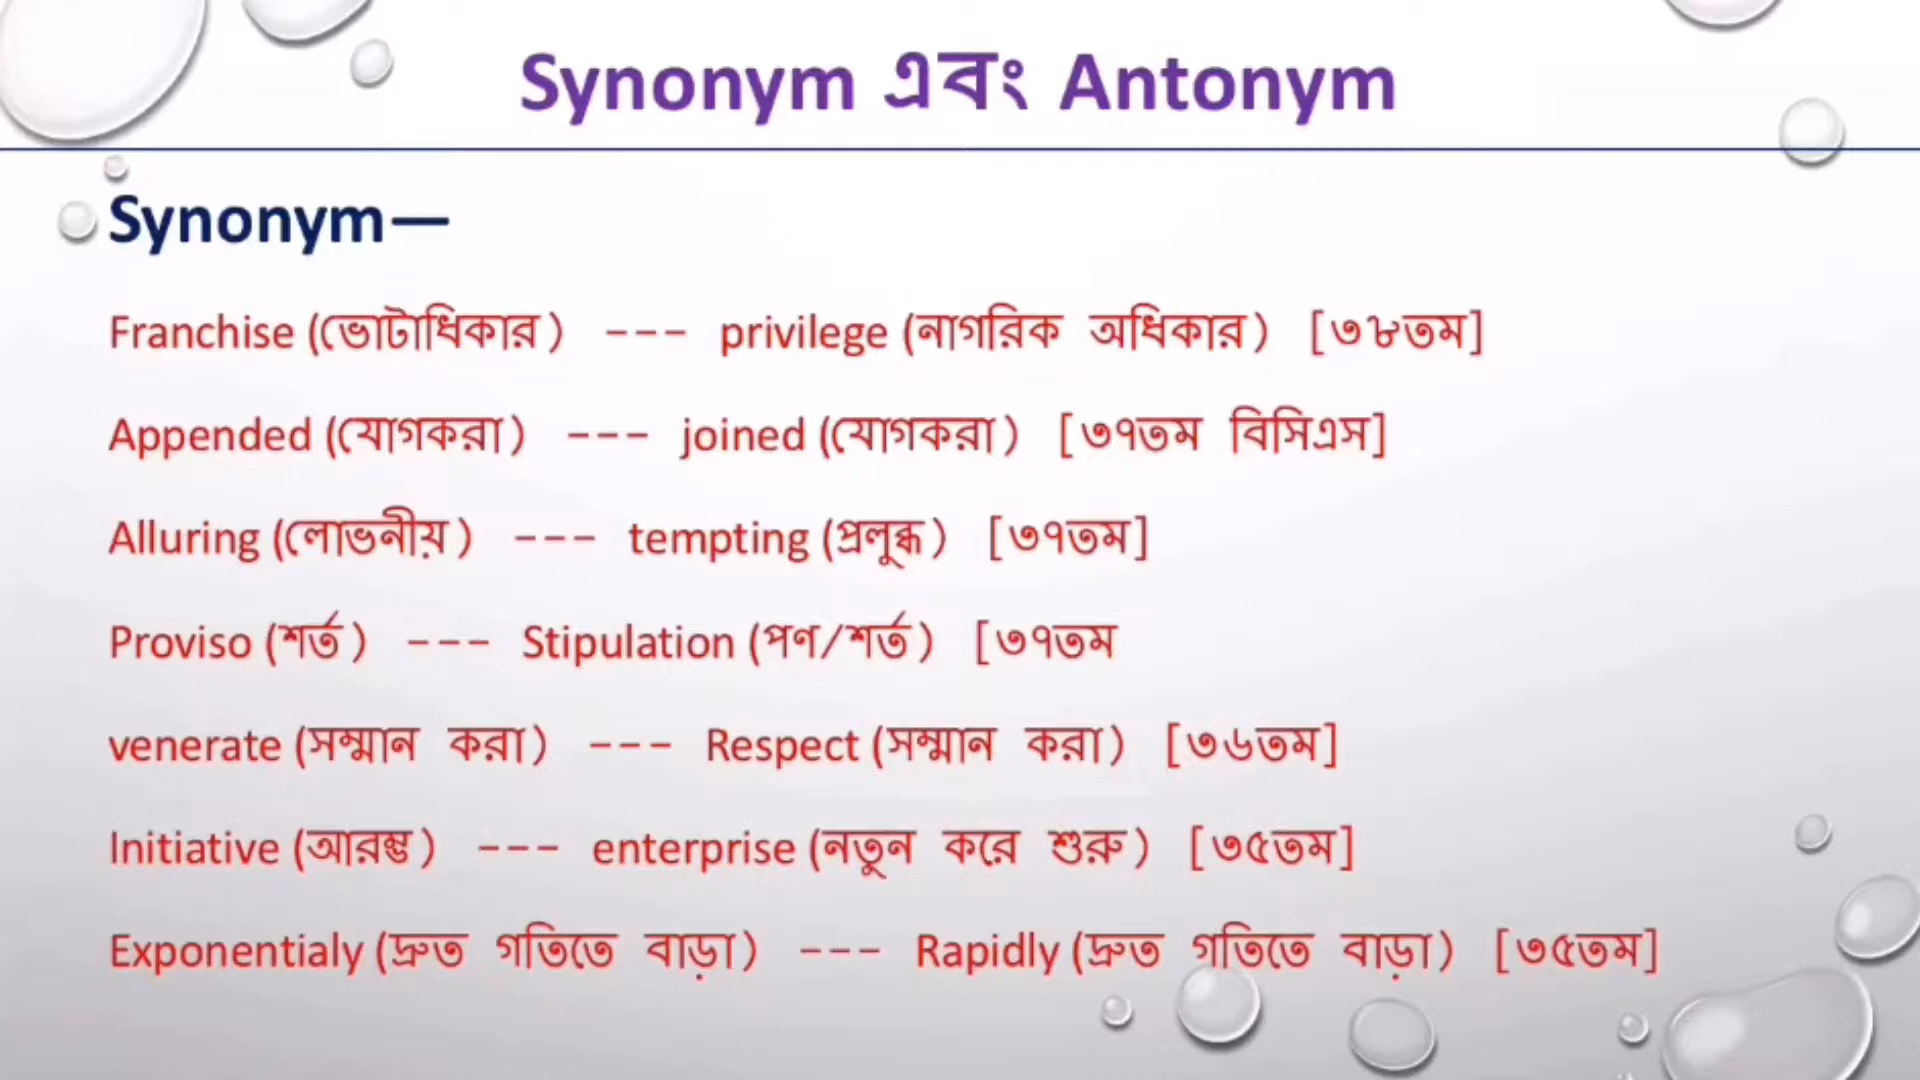 Synonym এবং Antonym
Synonym—
Franchise (ভোটাধিকার) --- privilege (নাগরিক অধিকার) [৩৮তম]
Appended (যোগকরা) --- joined (যোগকরা) [৩৭তম বিসিএস]
Alluring (লোভনীয়) --- tempting (প্রলুব্ধ) [৩৭তম]
Proviso (শর্ত) --- Stipulation (পণ/শর্ত) [৩৭তম
venerate (সম্মান করা) --- Respect (সম্মান করা) [৩৬তম]
Initiative (আরম্ভ) --- enterprise (নতুন করে শুরু) [৩৫তম]
Exponentialy (দ্রুত গতিতে বাড়া) --- Rapidly (দ্রুত গতিতে বাড়া) [৩৫তম]